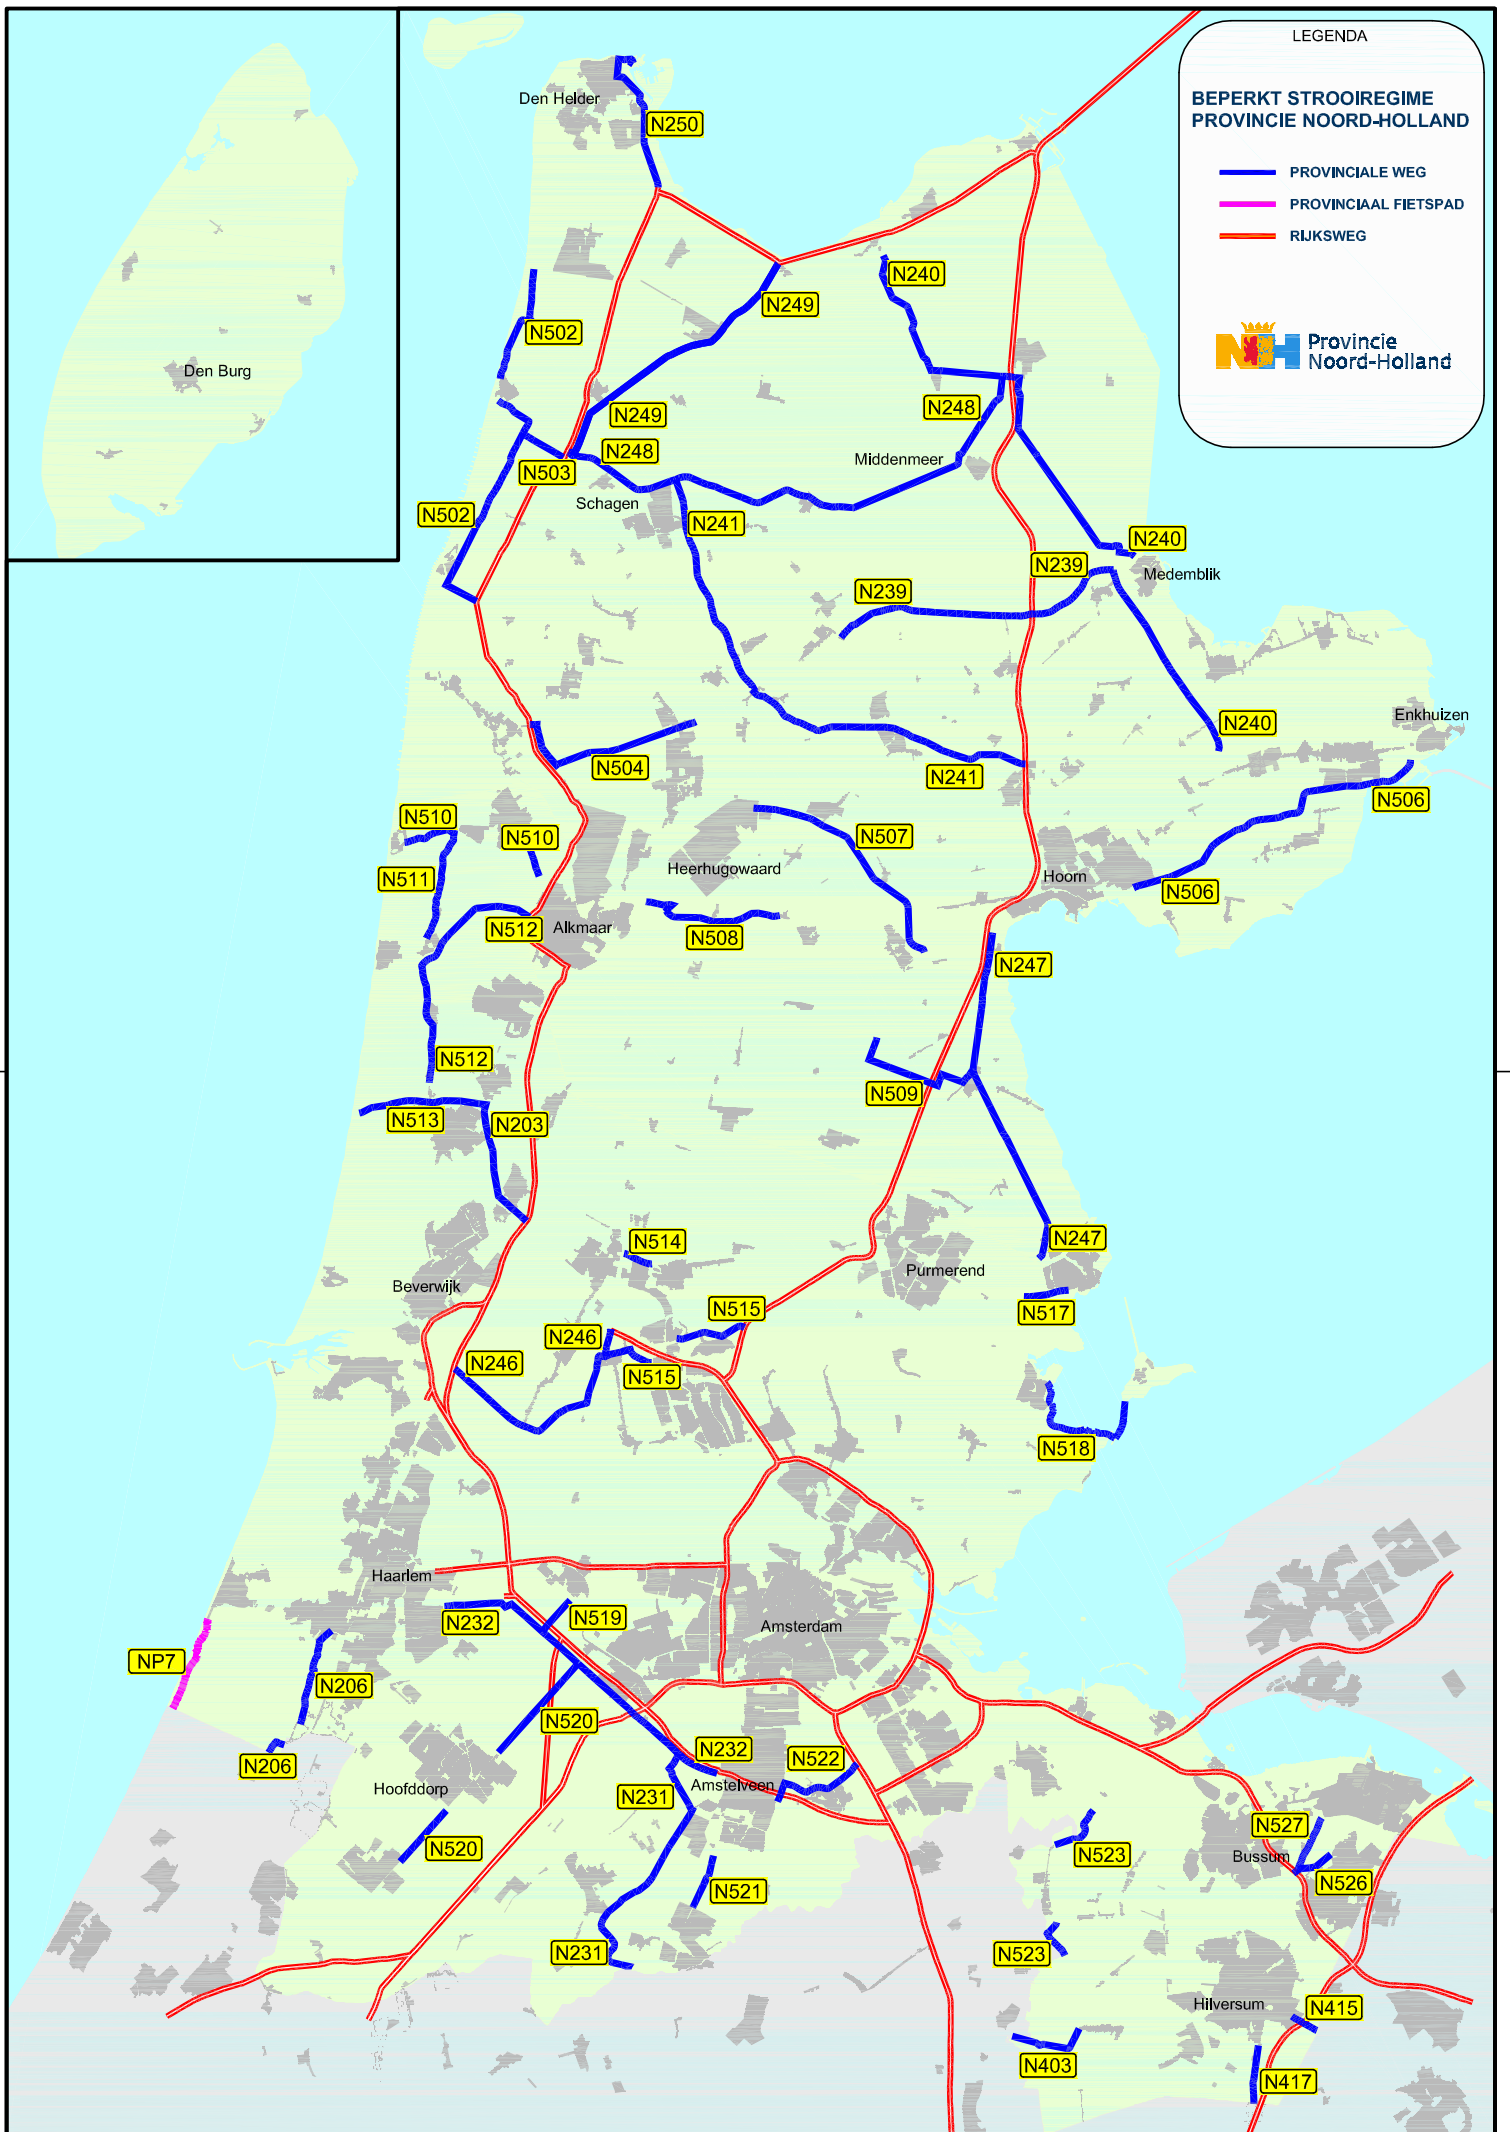 LEGENDA
BEPERKT STROOIREGIME
PROVINCIE NOORD-HOLLAND
PROVINCIALE WEG
PROVINCIAAL FIETSPAD
RIJKSWEG
NH Provincie
Noord-Holland
Den Helder
N250
N240
N249
N502
Den Burg
N249
N248
N248
Middenmeer
N503
Schagen
N502
N241
N240
N239
Medemblik
N239
Enkhuizen
N240
N504
N241
N506
N510
N510
N507
Heerhugowaard
N511
Hoorn
N506
N512
Alkmaar
N508
N247
N512
N509
N513
N203
N247
N514
Purmerend
Beverwijk
N515
N517
N246
N246
N515
N518
Haarlem
N232
N519
Amsterdam
NP7
N206
N520
N232
N522
N206
Hoofddorp
Amstelveen
N231
N527
N520
N523
Bussum
N526
N521
N231
N523
Hilversum
N415
N403
N417